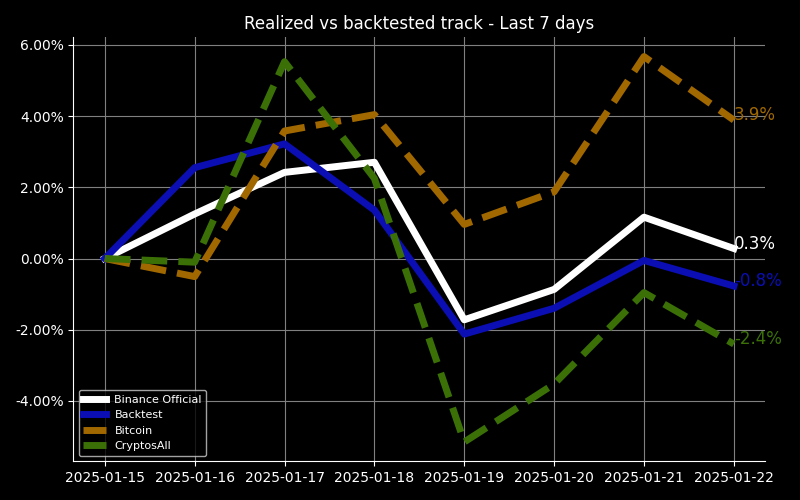 Realized vs backtested track - Last 7 days
6.00%
4.00%
2.00%
0.00%
-2.00%
-4.00%
3.9%
0.3%
-0.8%
-2.4%
Binance Official
Backtest
Bitcoin
CryptosAll
2025-01-15 2025-01-16 2025-01-17 2025-01-18 2025-01-19 2025-01-20 2025-01-21 2025-01-22